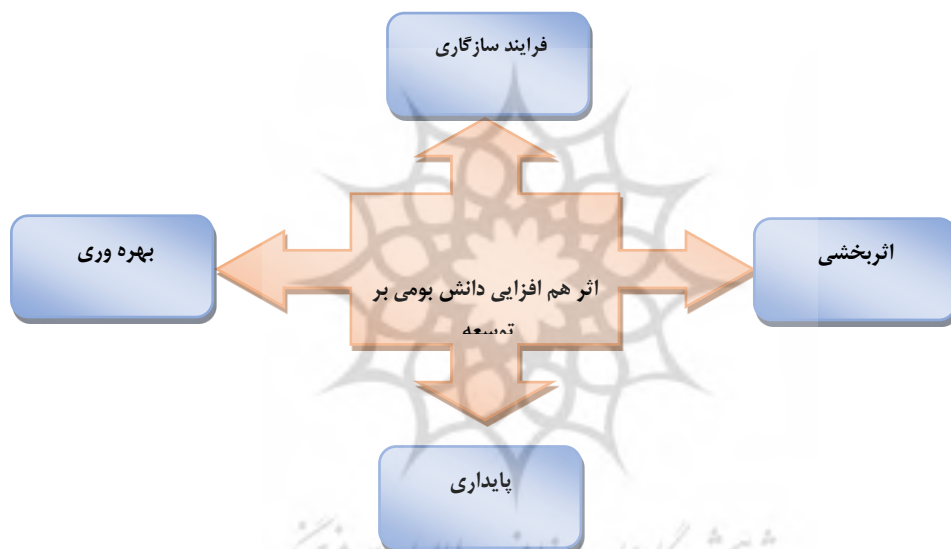 فرایند سازگاری
بهره وری
اثربخشی
اثر هم افزایی دانش بومی بر
توسعه
پایداری